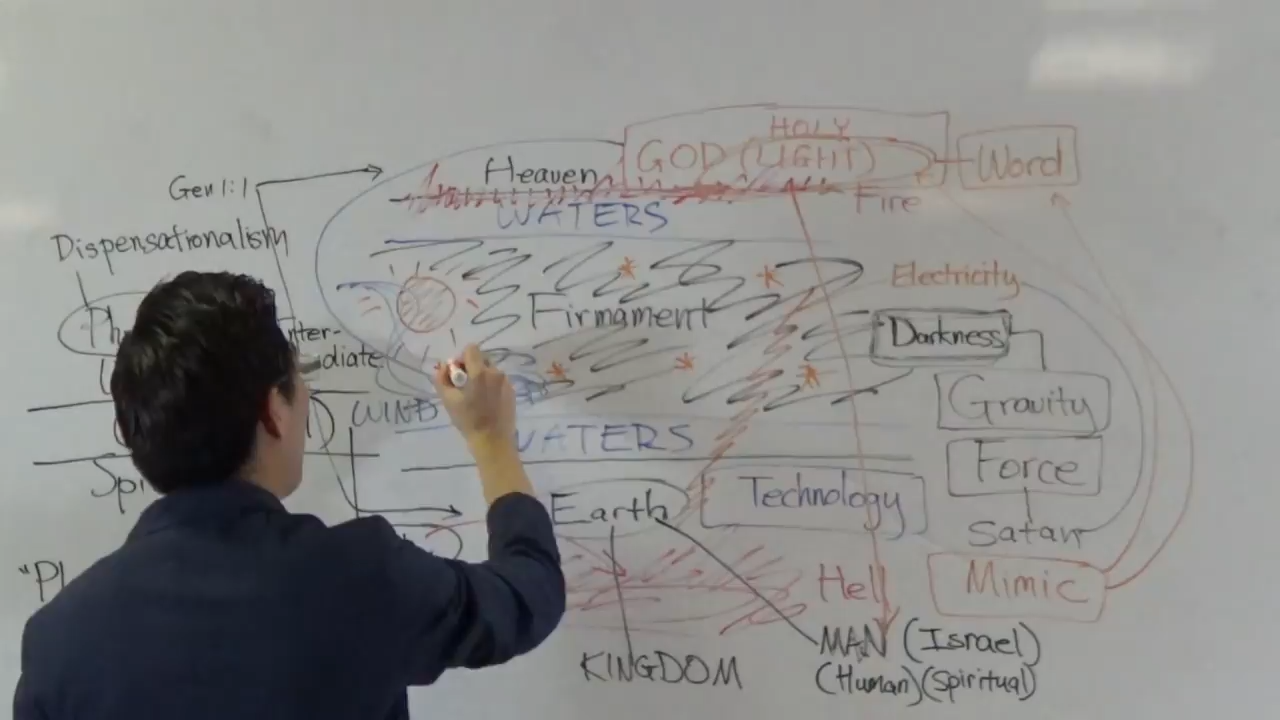 HOLY
Heaven GOD (LIGHT) Word
Gen 1:1
Fire
WATERS
Dispensationalism
Electricity
Firmament
Darkness
diate
Gravity
WIND
WATERS
Force
Technology
Earth
Satan
Hell Mimic
MAN (Israel)
KINGDOM (Human) (Spiritual)